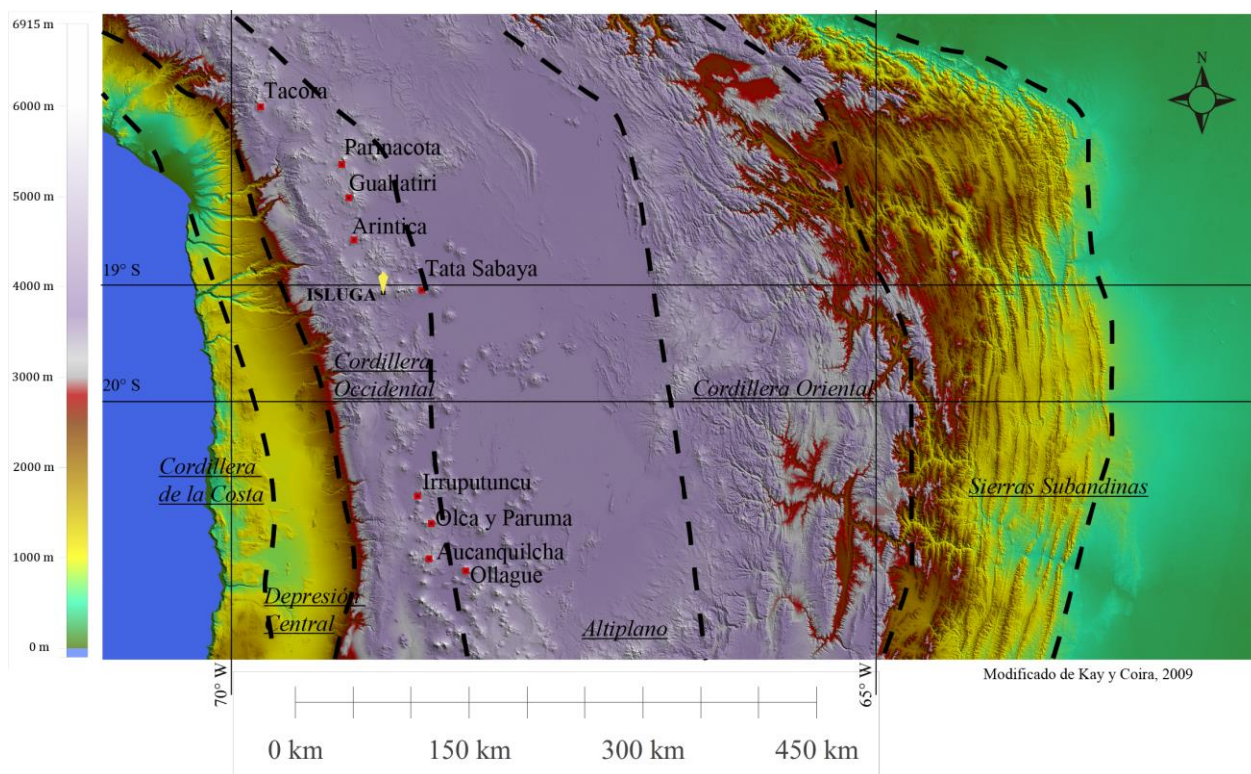 6915 m
6000 m
5000 m
4000 m
3000 m
2000 m
1000 m
0 m
N
Tacora
Parinacota
Guallatiri
Arintica
19° S
Tata Sabaya
ISLUGA
Cordillera
Occidental
20° S
Cordillera Oriental
Cordillera
de la Costa
Irruputuncu
Olca y Paruma
Aucanquilcha
Ollague
Sierras Subandinas
Depresión
Central
Altiplano
70° W
65° W
Modificado de Kay y Coira, 2009
0 km
150 km
300 km
450 km